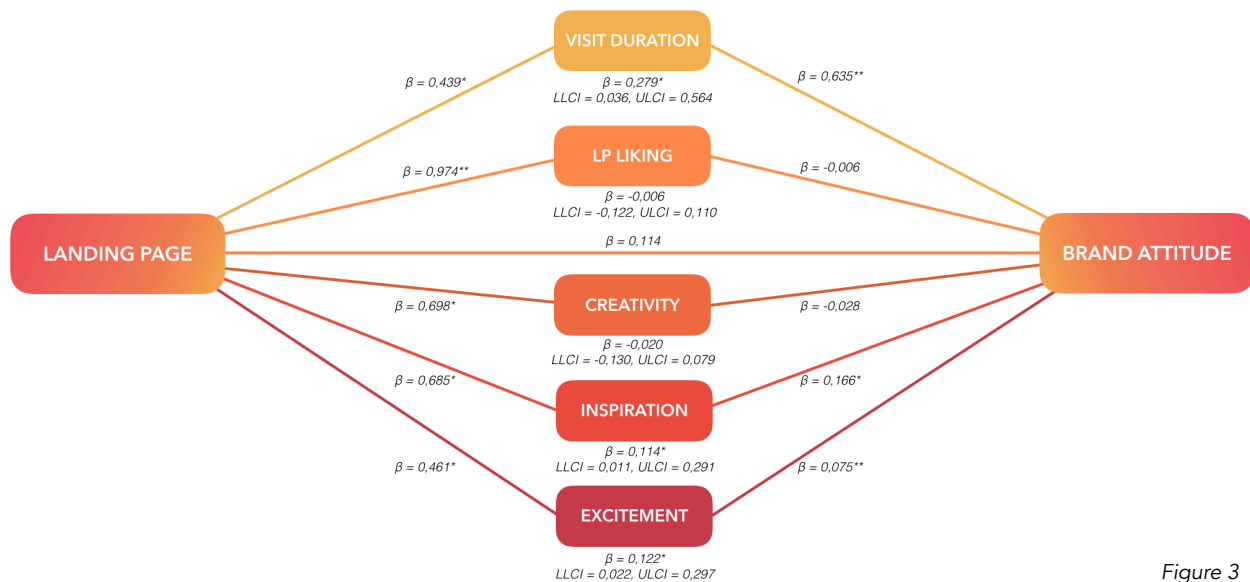 VISIT DURATION
β = 0,439*
β = 0,279*
LLCI = 0,036, ULCI = 0,564
β = 0,635**
LP LIKING
β = 0,974**
β = -0,006
LLCI = -0,122, ULCI = 0,110
β = -0,006
LANDING PAGE
β = 0,114
BRAND ATTITUDE
CREATIVITY
β = 0,698*
β = -0,020
LLCI = -0,130, ULCI = 0,079
β = -0,028
INSPIRATION
β = 0,685*
β = 0,114*
LLCI = 0,011, ULCI = 0,291
β = 0,166*
EXCITEMENT
β = 0,461*
β = 0,122*
LLCI = 0,022, ULCI = 0,297
β = 0,075**
Figure 3